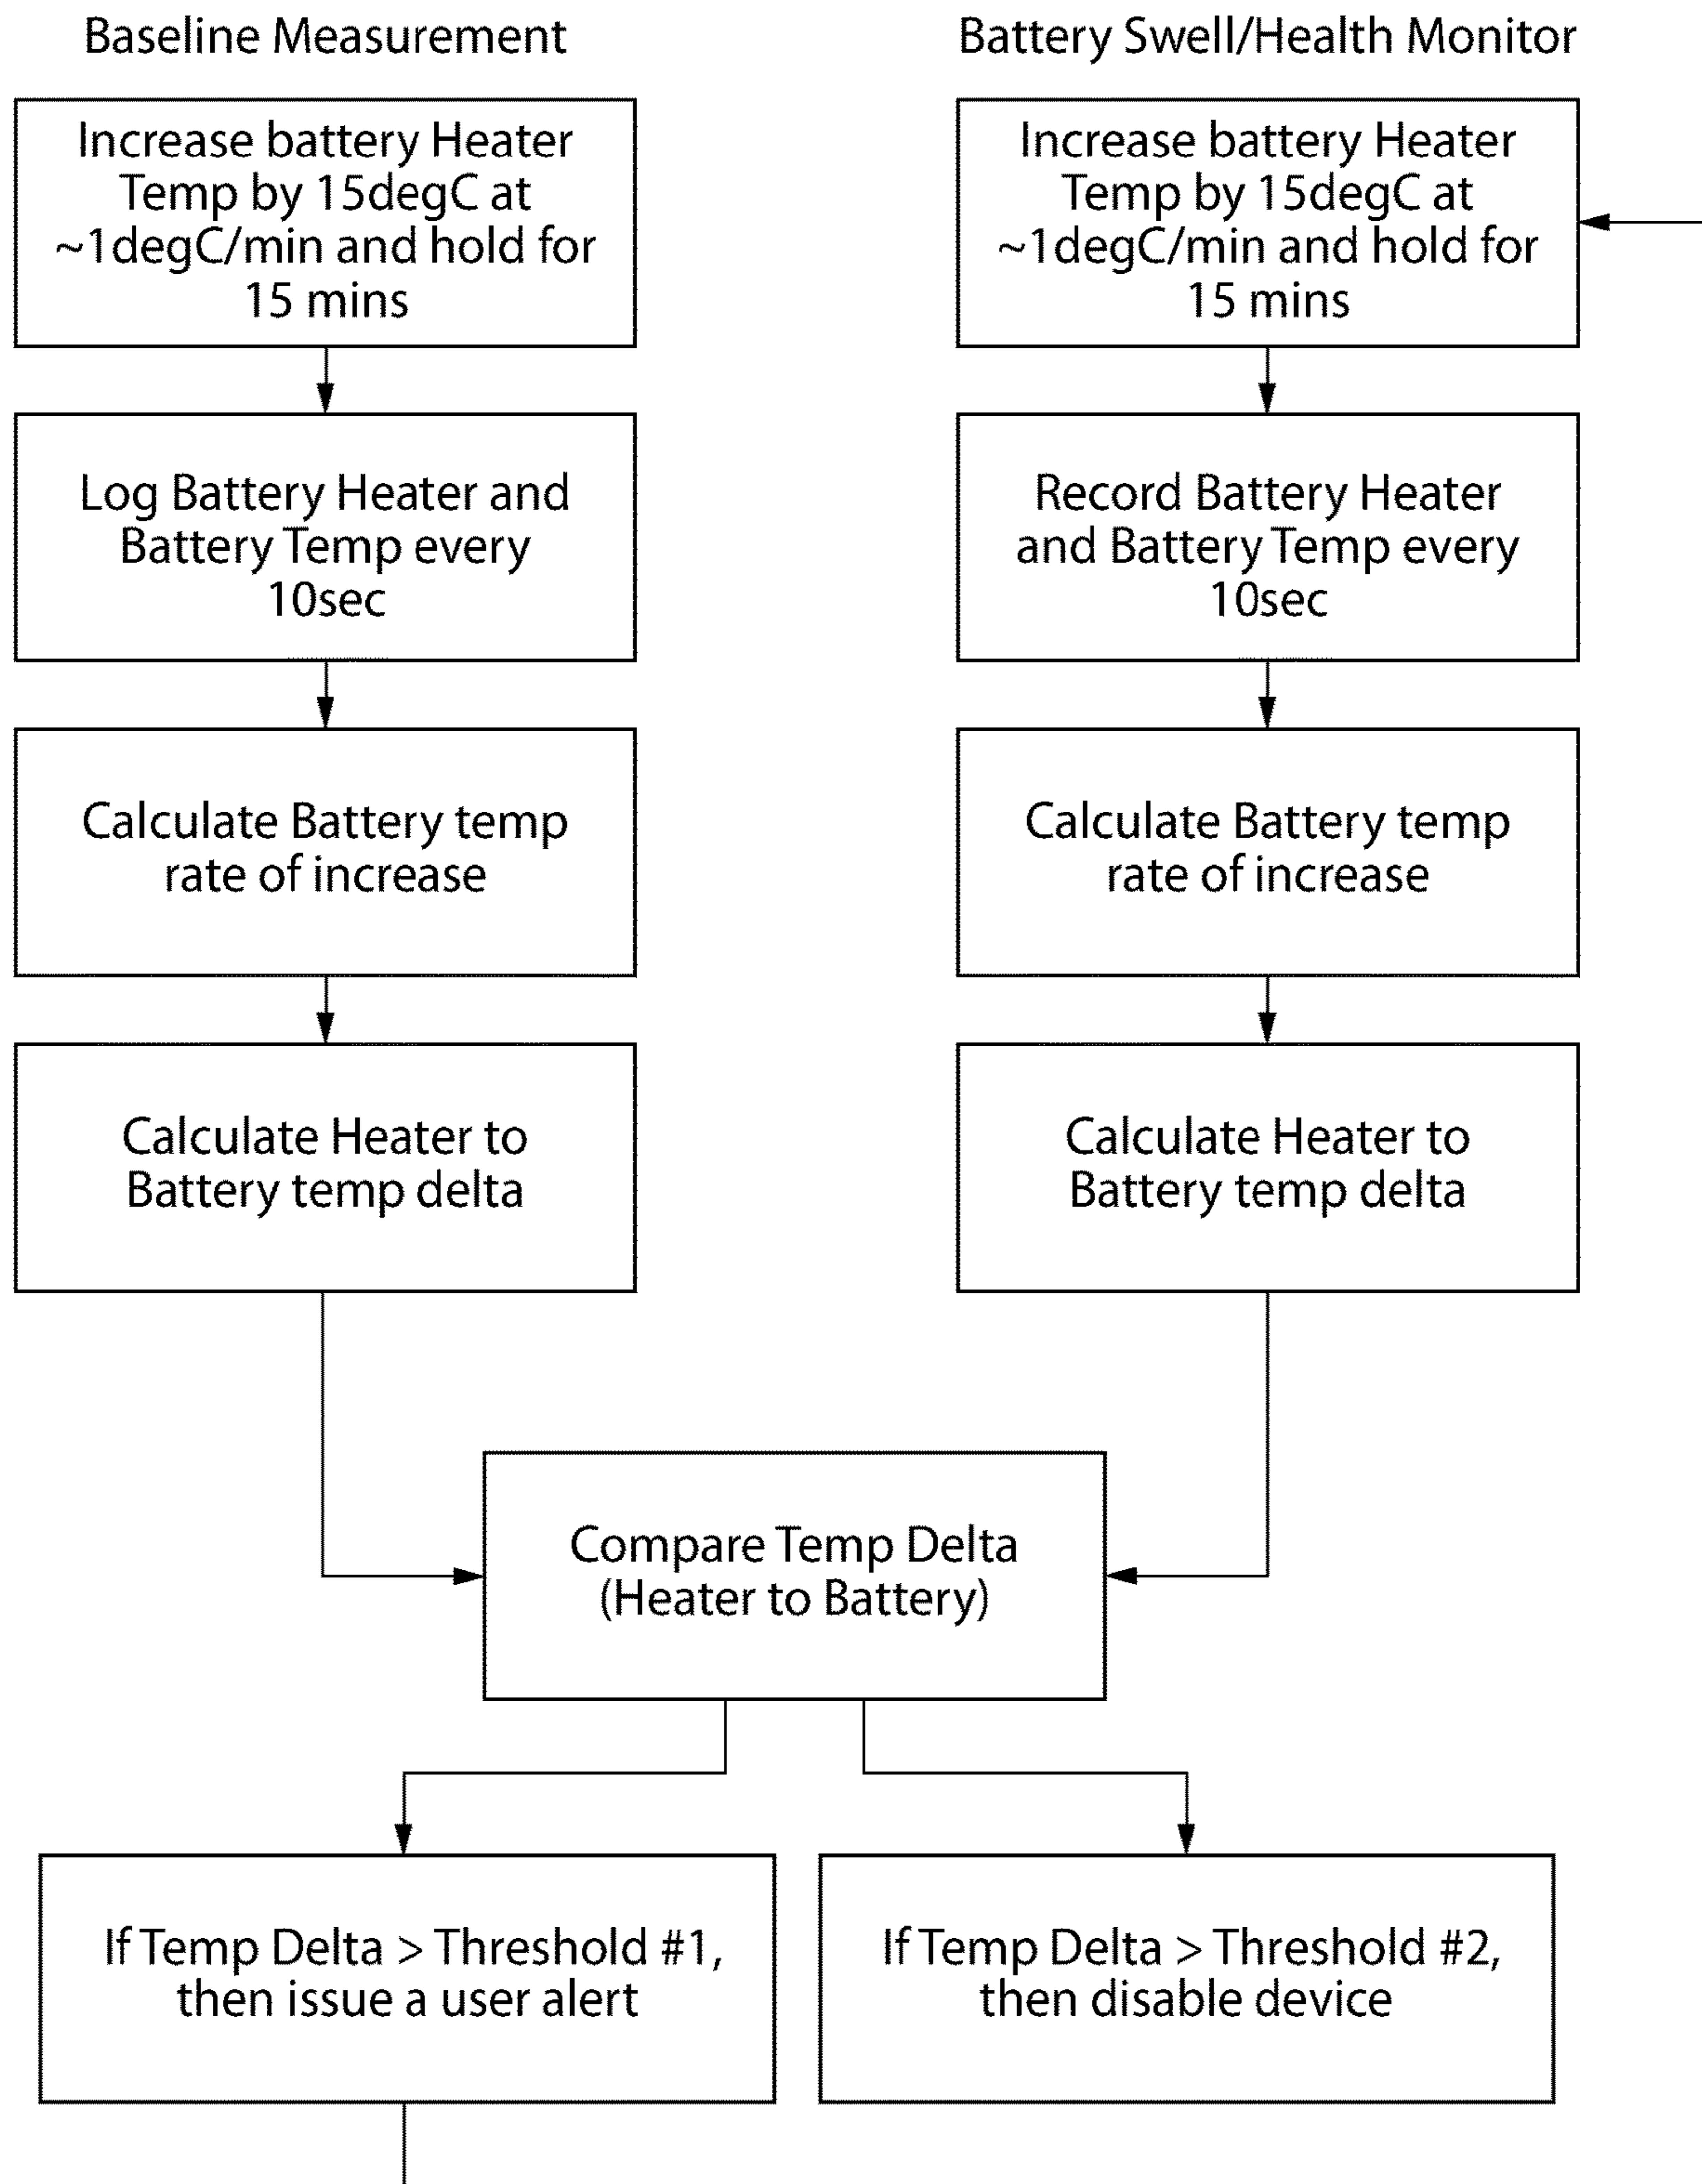 Baseline Measurement
Increase battery Heater
Temp by 15degC at
~1degC/min and hold for
15 mins
Log Battery Heater and
Battery Temp every
10sec
Calculate Battery temp
rate of increase
Calculate Heater to
Battery temp delta
Battery Swell/Health Monitor
Increase battery Heater
Temp by 15degC at
~1degC/min and hold for
15 mins
Record Battery Heater
and Battery Temp every
10sec
Calculate Battery temp
rate of increase
Calculate Heater to
Battery temp delta
Compare Temp Delta
(Heater to Battery)
If Temp Delta > Threshold #1,
then issue a user alert
If Temp Delta > Threshold #2,
then disable device